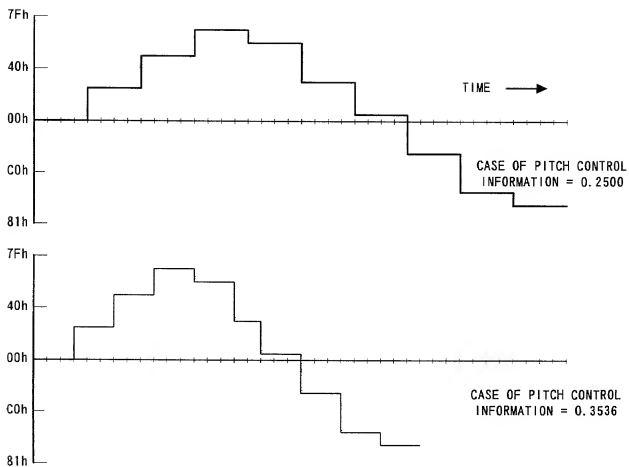 7Fh
40h
00h
C0h
81h
TIME
CASE OF PITCH CONTROL
INFORMATION = 0.2500
7Fh
40h
00h
C0h
81h
CASE OF PITCH CONTROL
INFORMATION = 0.3536